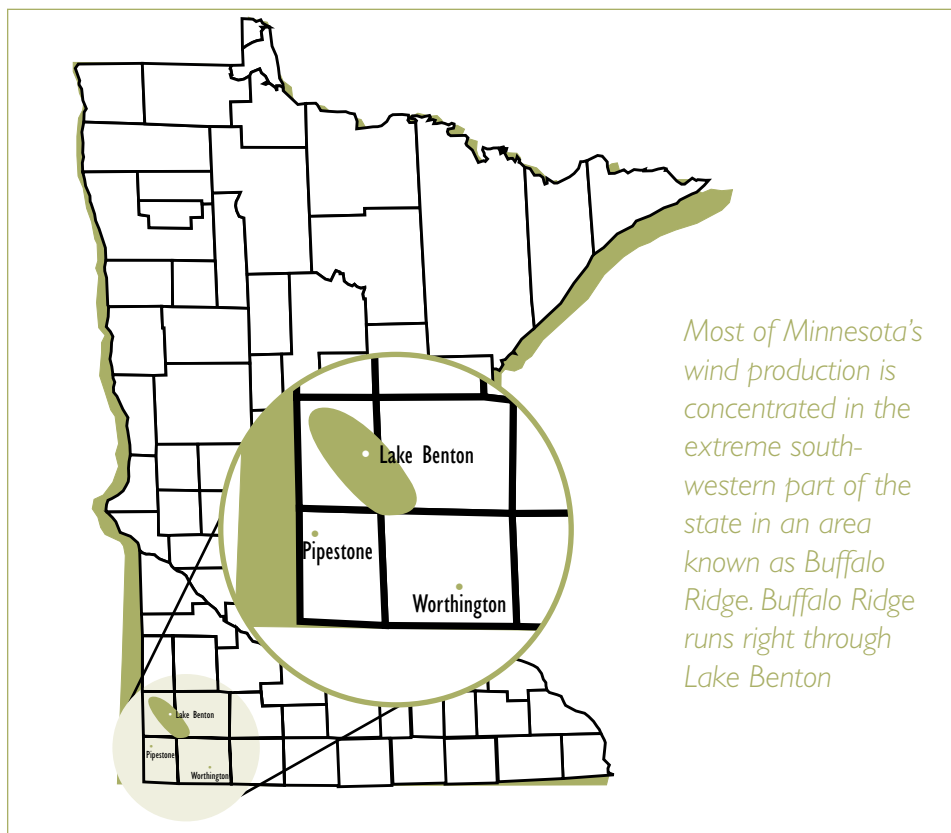 Most of Minnesota's
wind production is
concentrated in the
extreme south-
western part of the
state in an area
known as Buffalo
Ridge. Buffalo Ridge
runs right through
Lake Benton
Lake Benton
Pipestone
Worthington
Lake Benton
Pipestone
Worthington